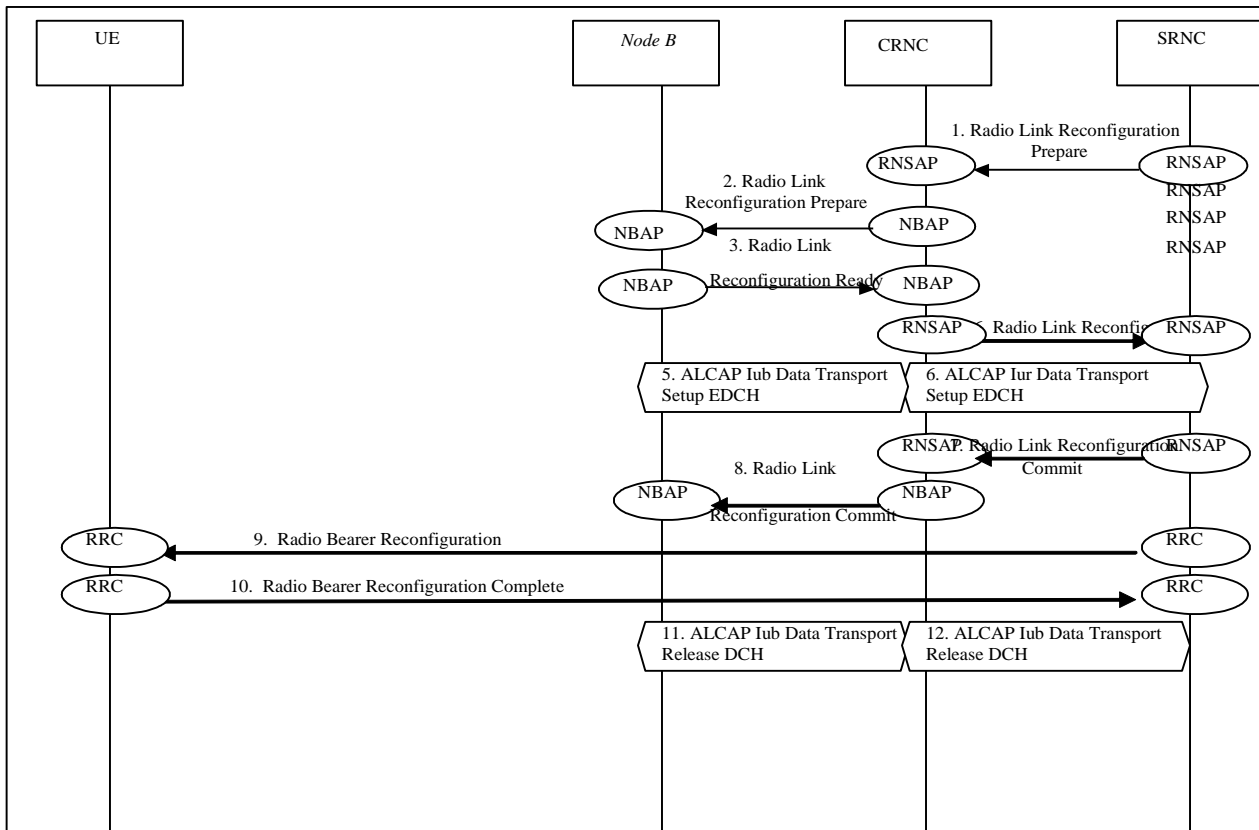 UE
Node B
CRNC
SRNC
1. Radio Link Reconfiguration
Prepare
RNSAP
RNSAP
RNSAP
RNSAP
RNSAP
2. Radio Link
Reconfiguration Prepare
NBAP
NBAP
3. Radio Link
Reconfiguration Ready
NBAP
NBAP
RNSAP
Radio Link Reconfig
RNSAP
5. ALCAP Iub Data Transport
Setup EDCH
6. ALCAP Iur Data Transport
Setup EDCH
RNSAP
7. Radio Link Reconfiguration
Commit
RNSAP
8. Radio Link
Reconfiguration Commit
NBAP
NBAP
RRC
9. Radio Bearer Reconfiguration
RRC
RRC
10. Radio Bearer Reconfiguration Complete
RRC
11. ALCAP Iub Data Transport
Release DCH
12. ALCAP Iub Data Transport
Release DCH